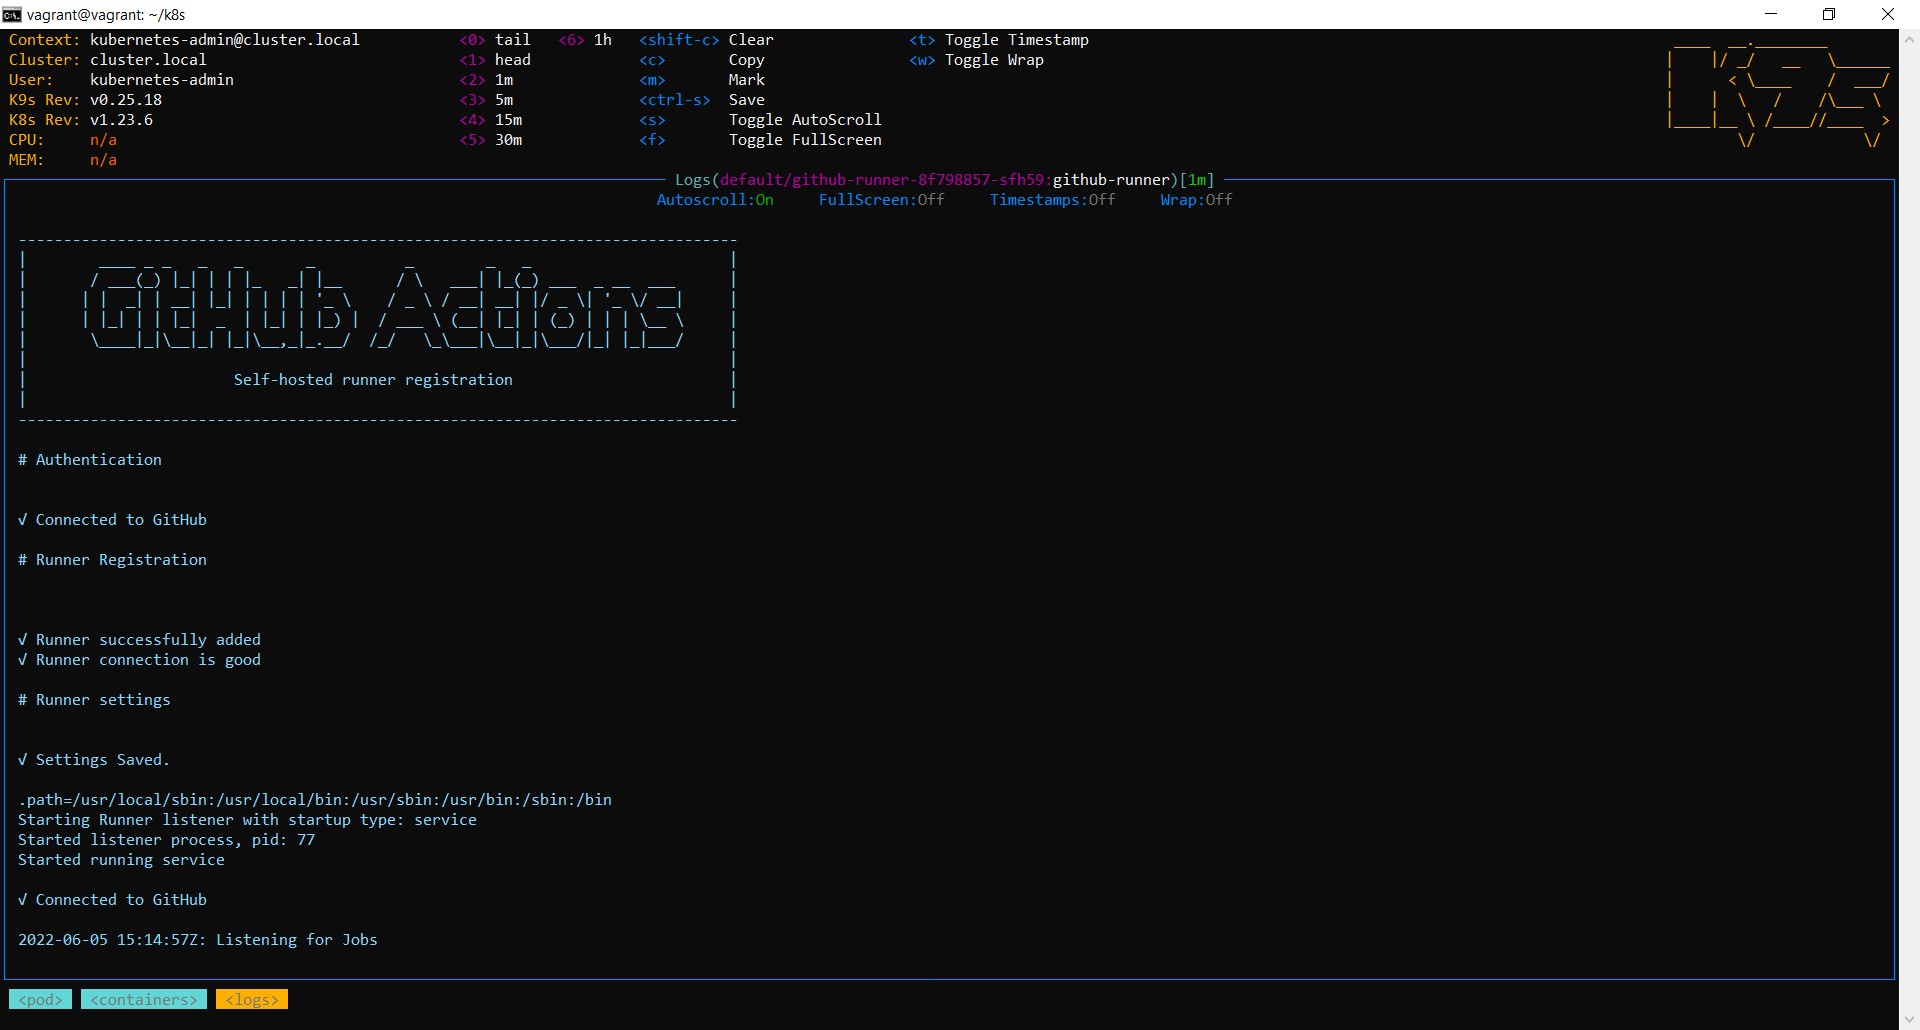 vagrant@vagrant: ~/k8s
Context: kubernetes-admin@cluster.local <0> tail <6> 1h <shift-c> Clear <t> Toggle Timestamp
Cluster: cluster.local <1> head <c> Copy <w> Toggle Wrap
User: kubernetes-admin <2> 1m <m> Mark
K9s Rev: v0.25.18 <3> 5m <ctrl-s> Save
K8s Rev: v1.23.6 <4> 15m <s> Toggle AutoScroll
CPU: n/a <5> 30m <f> Toggle FullScreen
MEM: n/a
K9s
Logs(default/github-runner-8f798857-sfh59:github-runner)[1m]
Autoscroll:On FullScreen:Off Timestamps:Off Wrap:Off
GitHub Actions
Self-hosted runner registration
# Authentication
√ Connected to GitHub
# Runner Registration
√ Runner successfully added
√ Runner connection is good
# Runner settings
√ Settings Saved.
.path=/usr/local/sbin:/usr/local/bin:/usr/sbin:/usr/bin:/sbin:/bin
Starting Runner listener with startup type: service
Started listener process, pid: 77
Started running service
√ Connected to GitHub
2022-06-05 15:14:57Z: Listening for Jobs
<pod> <containers> <logs>